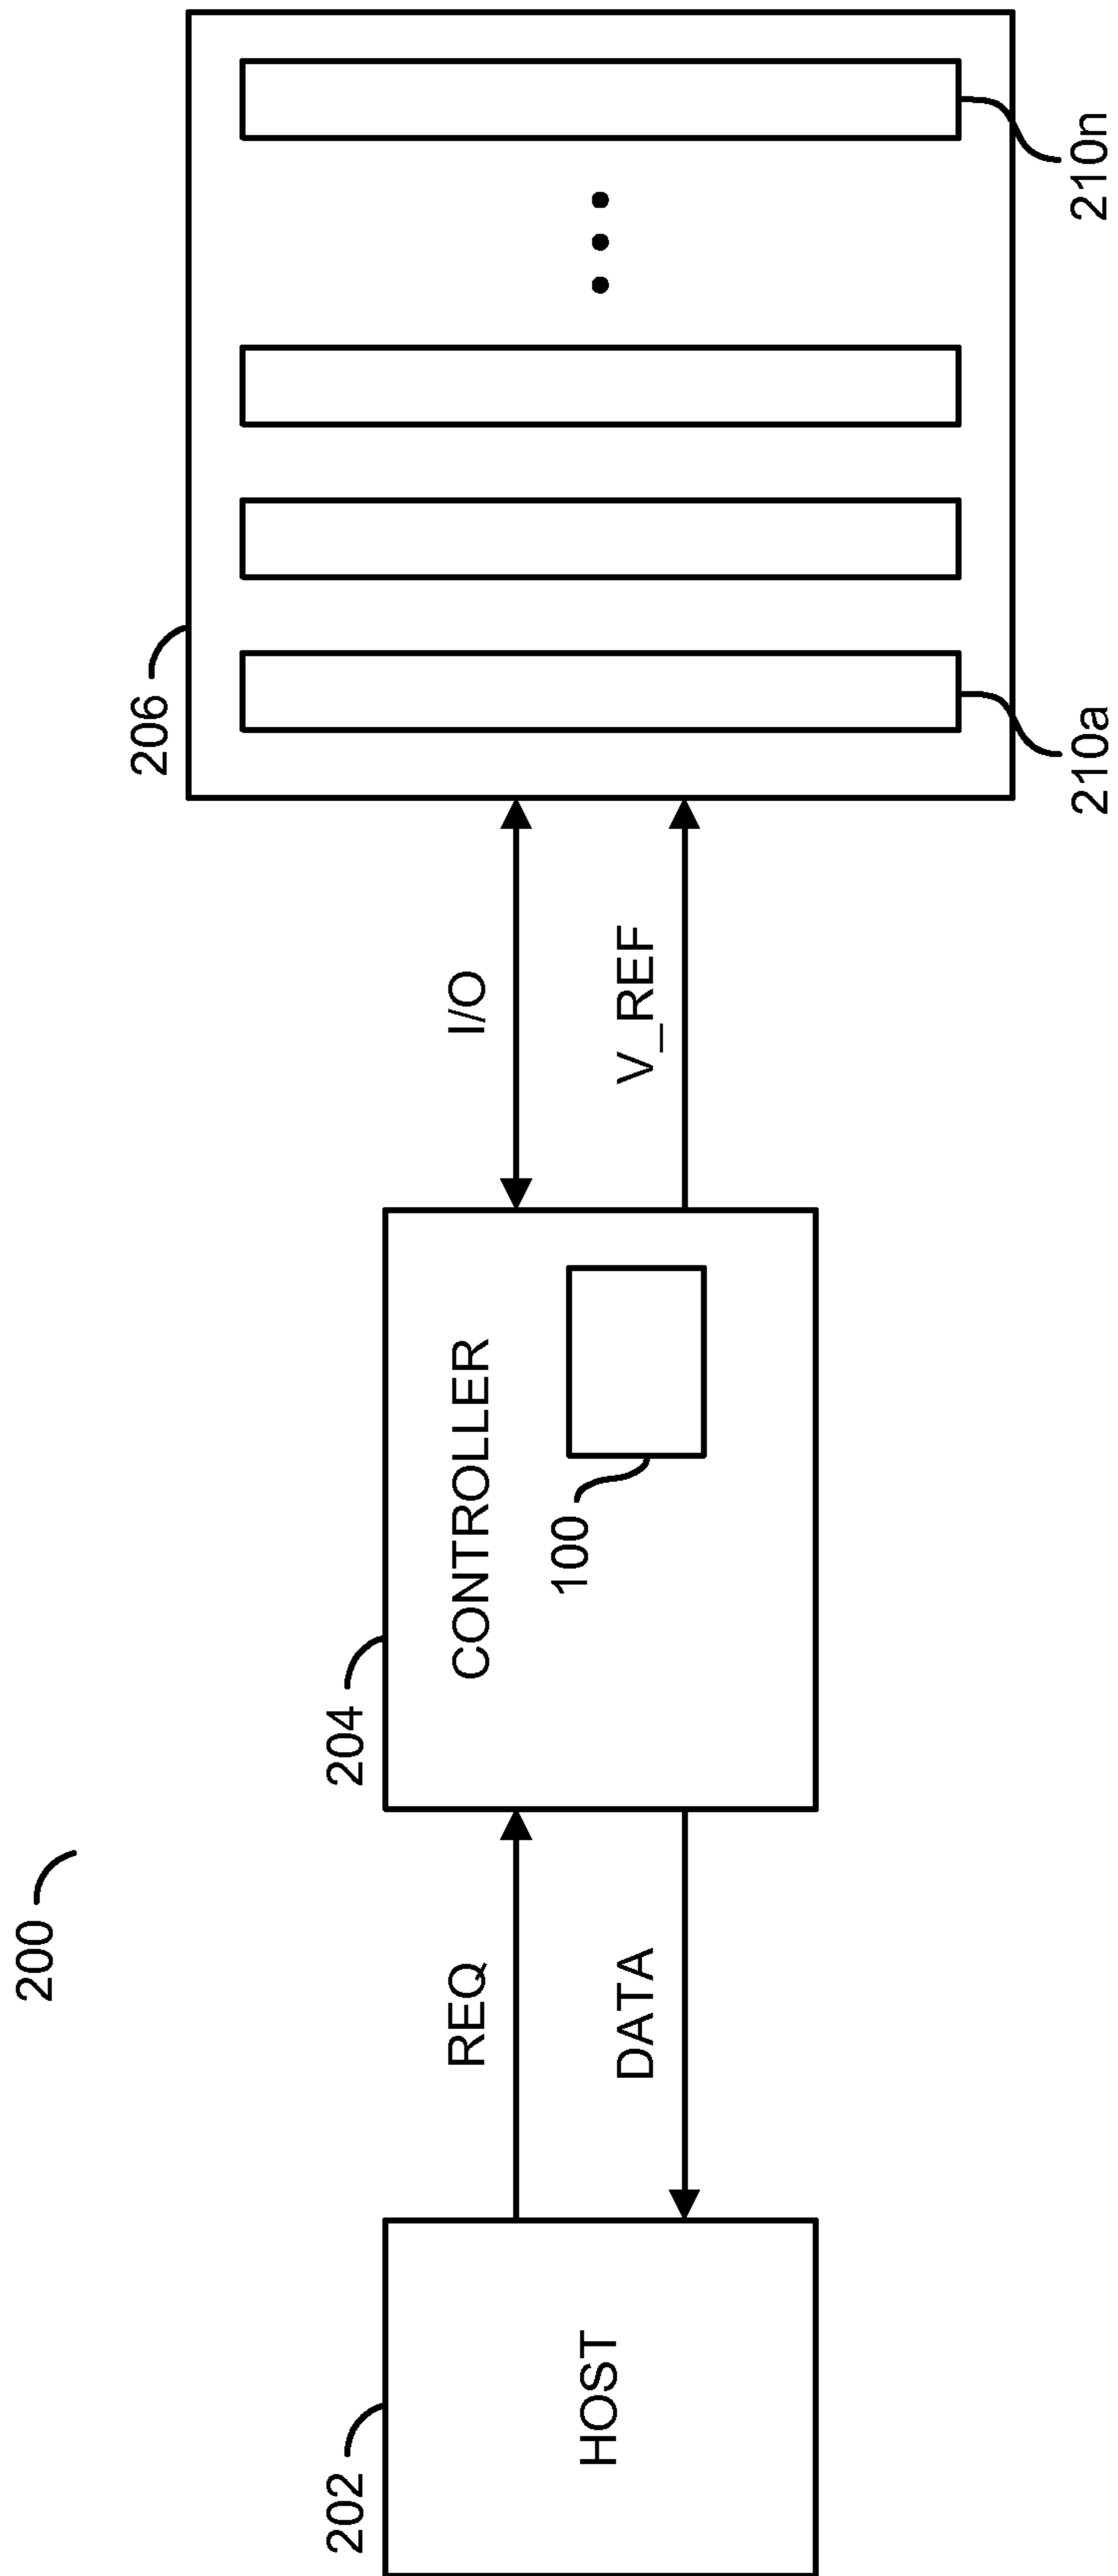 200
202
HOST
REQ
DATA
204
CONTROLLER
100
I/O
V_REF
206
210a
210n